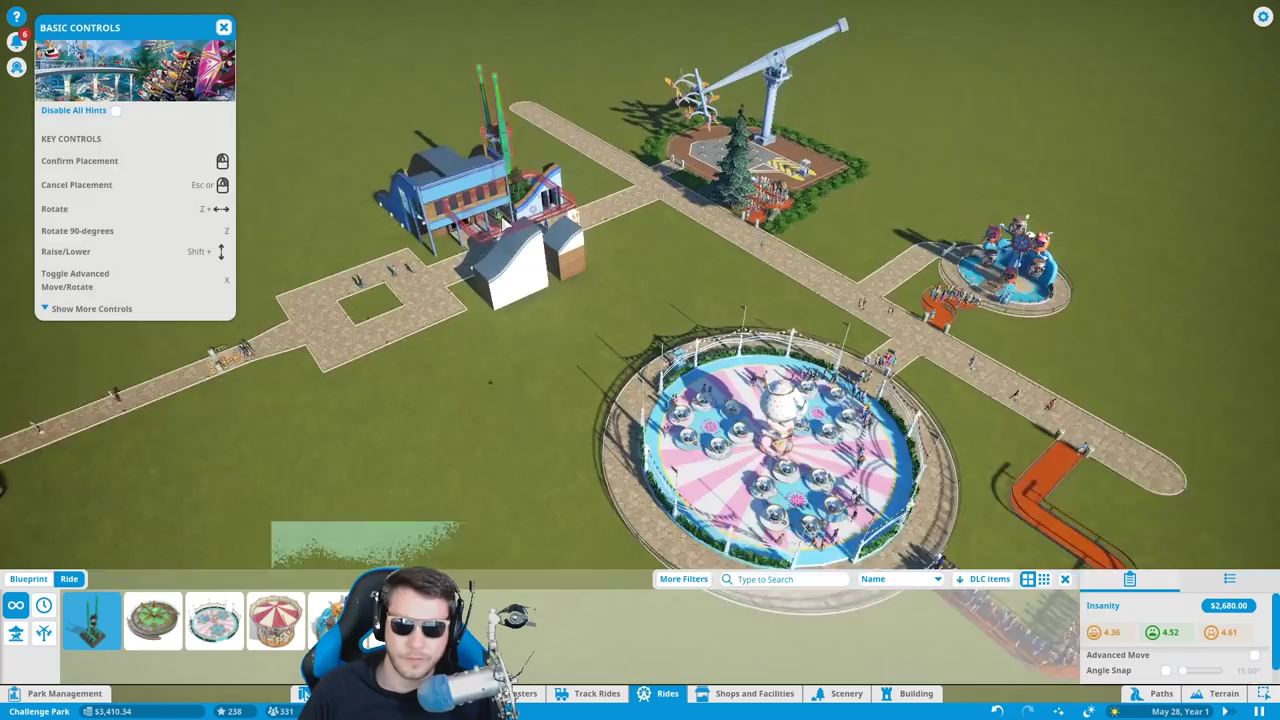 ?
6
BASIC CONTROLS
Disable All Hints
KEY CONTROLS
Confirm Placement
Cancel Placement Esc or
Rotate Z +
Rotate 90-degrees Z
Raise/Lower Shift +
Toggle Advanced Move/Rotate X
Show More Controls
Blueprint Ride
More Filters Type to Search Name DLC items
Insanity $2,680.00
4.36 4.52 4.61
Advanced Move
Angle Snap 15.00°
Park Management Track Rides Rides Shops and Facilities Scenery Building Paths Terrain
Challenge Park $3,410.34 238 331 May 28, Year 1